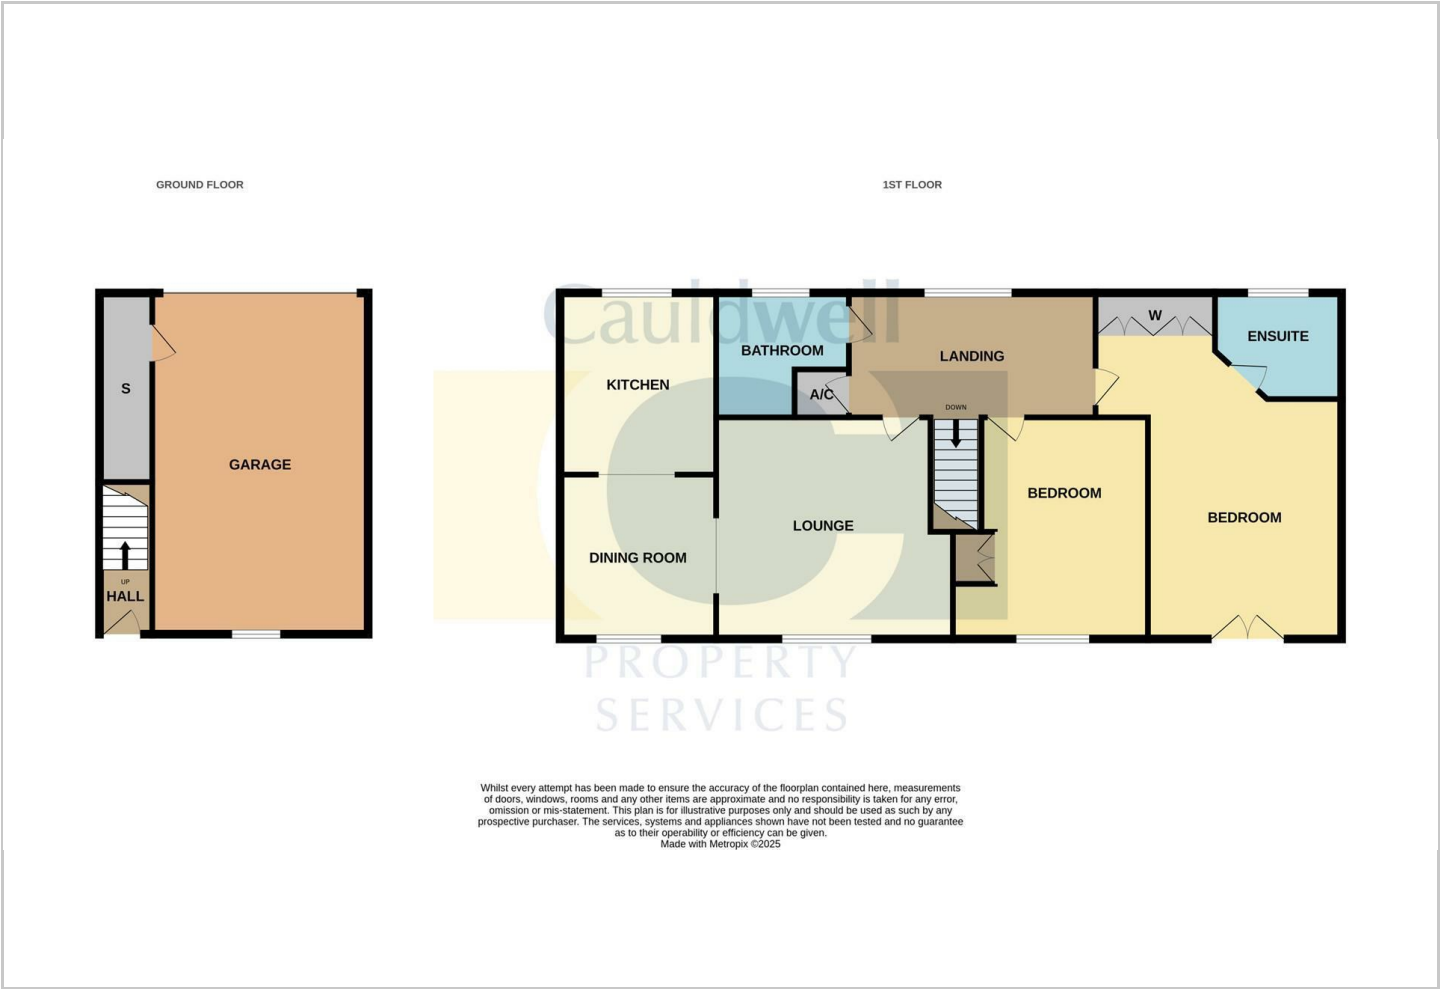 GROUND FLOOR
1ST FLOOR
Cauldwell
W
ENSUITE
BATHROOM
LANDING
KITCHEN
S
A/C
DOWN
GARAGE
BEDROOM
BEDROOM
LOUNGE
DINING ROOM
UP
HALL
PROPERTY
SERVICES
Whilst every attempt has been made to ensure the accuracy of the floorplan contained here, measurements
of doors, windows, rooms and any other items are approximate and no responsibility is taken for any error,
omission or mis-statement. This plan is for illustrative purposes only and should be used as such by any
prospective purchaser. The services, systems and appliances shown have not been tested and no guarantee
as to their operability or efficiency can be given.
Made with Metropix ©2025